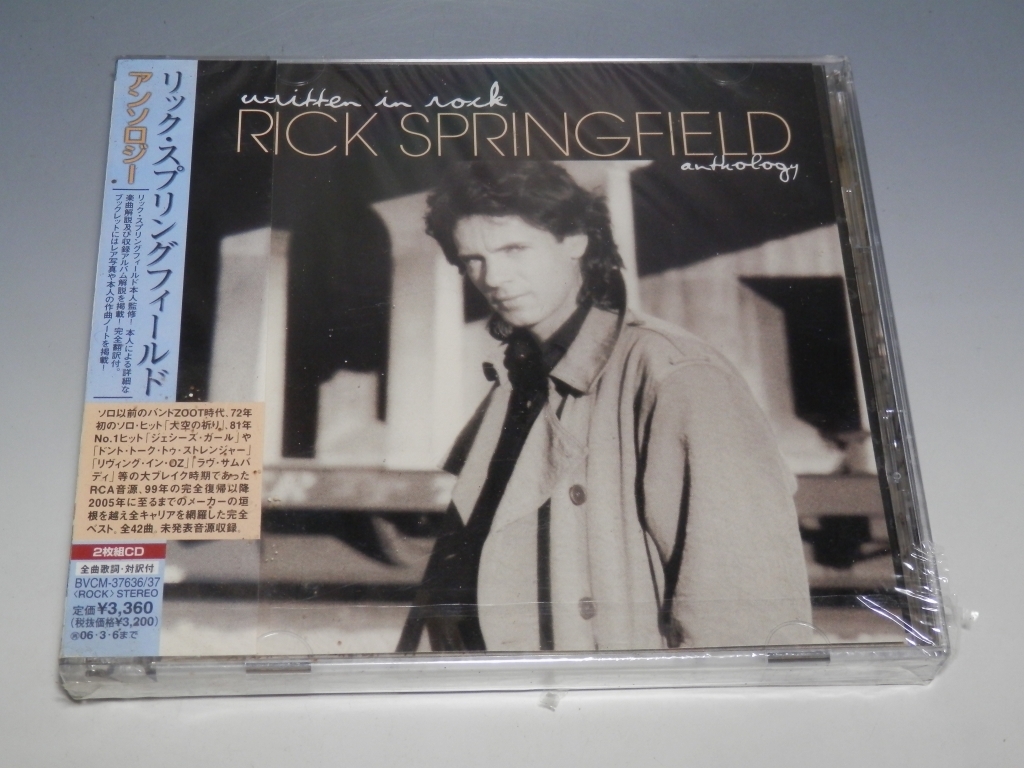 written in rock
RICK SPRINGFIELD
anthology
リック・スプリングフィールド
アンソロジー
リック・スプリングフィールド本人監修！本人による詳細な
楽曲解説及び収録アルバム解説を掲載！完全翻訳付。
ブックレットにはレア写真や本人の作曲ノートを掲載！
ソロ以前のバンドZOOT時代、72年
初のソロ・ヒット「犬空の祈り」、81年
No.1ヒット「ジェシーズ・ガール」や
「ドント・トーク・トゥ・ストレンジャー」
「リヴィング・イン・OZ」「ラヴ・サムバ
ディ」等の大ブレイク時期であった
RCA音源、99年の完全復帰以降
2005年に至るまでのメーカーの垣
根を越え全キャリアを網羅した完全
ベスト。全42曲。未発表音源収録。
2枚組CD
全曲歌詞・対訳付
BVCM-37636/37
〈ROCK〉STEREO
定価¥3,360
(税抜価格¥3,200)
06・3・6まで